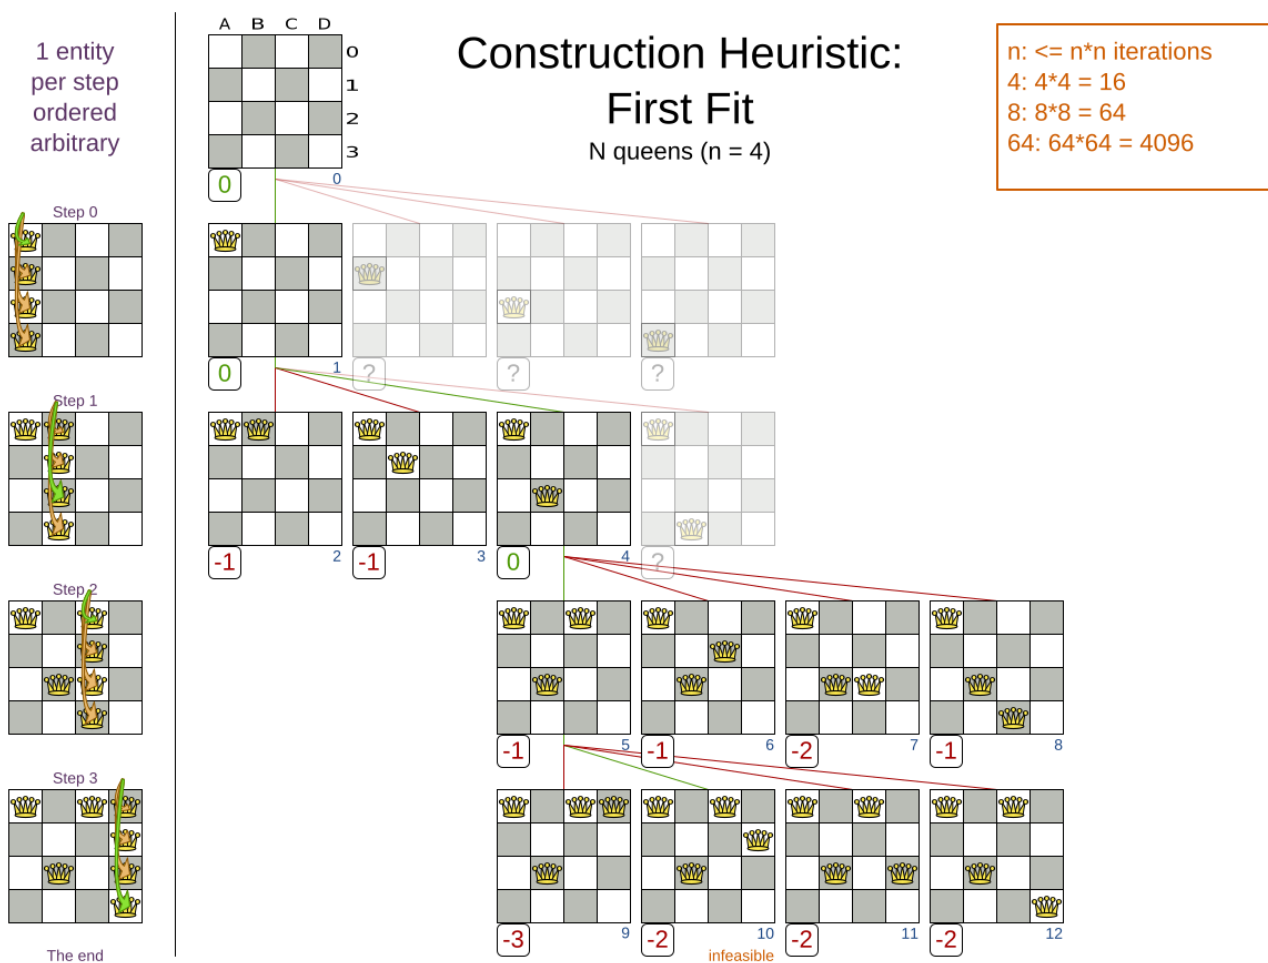 1 entity
per step
ordered
arbitrary
A B C D
0
1
2
3
Construction Heuristic:
First Fit
N queens (n = 4)
n: <= n*n iterations
4: 4*4 = 16
8: 8*8 = 64
64: 64*64 = 4096
0 0
Step 0
0 1 ? ? ?
Step 1
-1 2 -1 3 0 4 ?
Step 2
-1 5 -1 6 -2 7 -1 8
Step 3
-3 9 -2 10 -2 11 -2 12
The end
infeasible